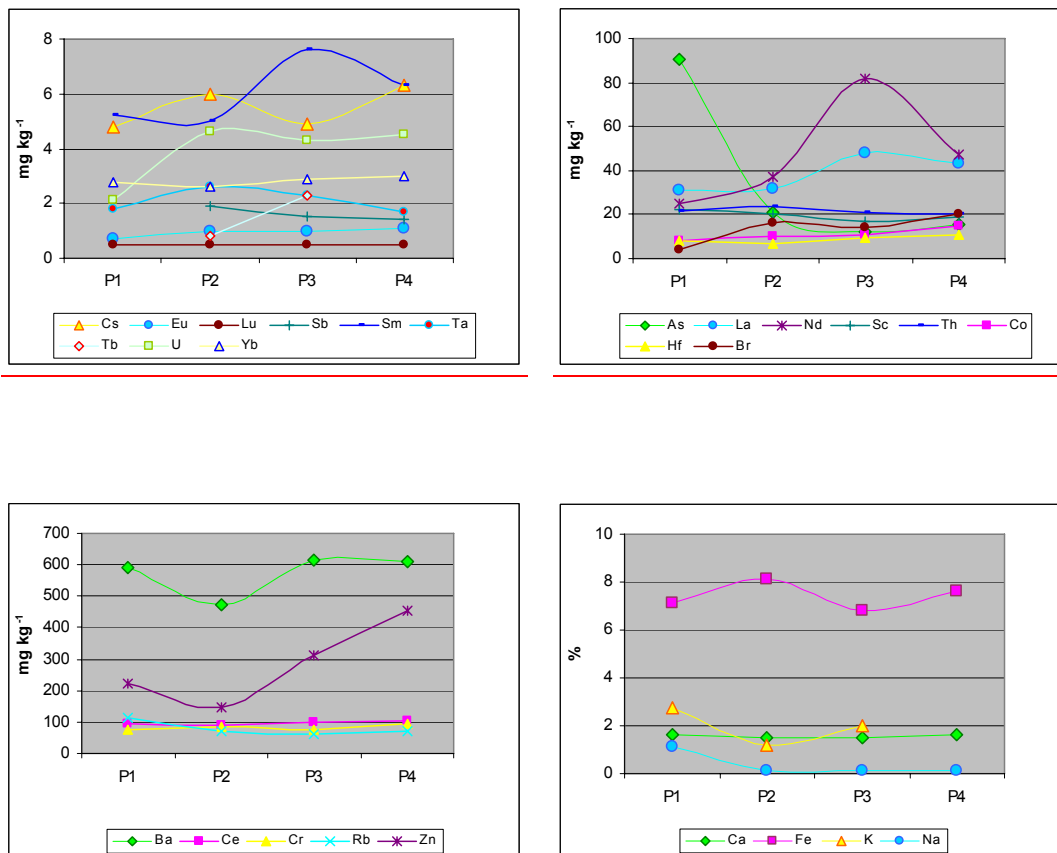 8
6
4
2
0
mg kg-1
P1 P2 P3 P4
Cs Eu Lu Sb Sm Ta
Tb U Yb
100
80
60
40
20
0
mg kg-1
P1 P2 P3 P4
As La Nd Sc Th Co
Hf Br
700
600
500
400
300
200
100
0
mg kg-1
P1 P2 P3 P4
Ba Ce Cr Rb Zn
10
8
6
4
2
0
%
P1 P2 P3 P4
Ca Fe K Na